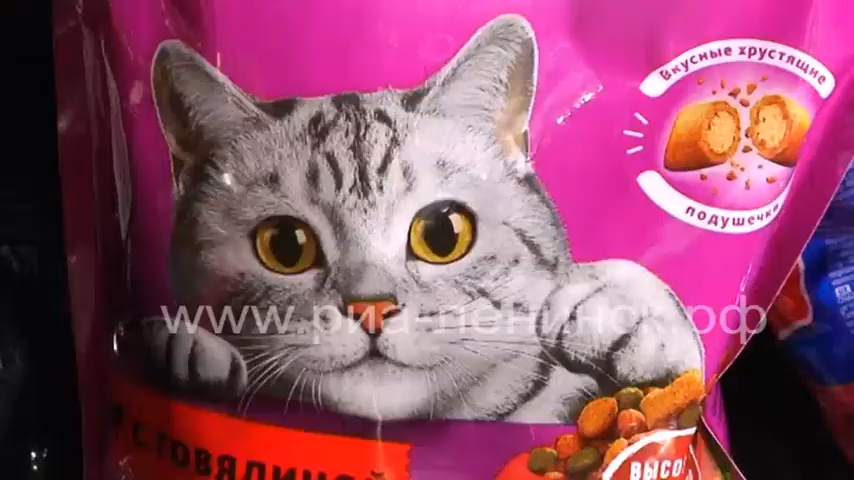 Вкусные хрустящие
подушечки
www.риа-ленинск.рф
с говядиной